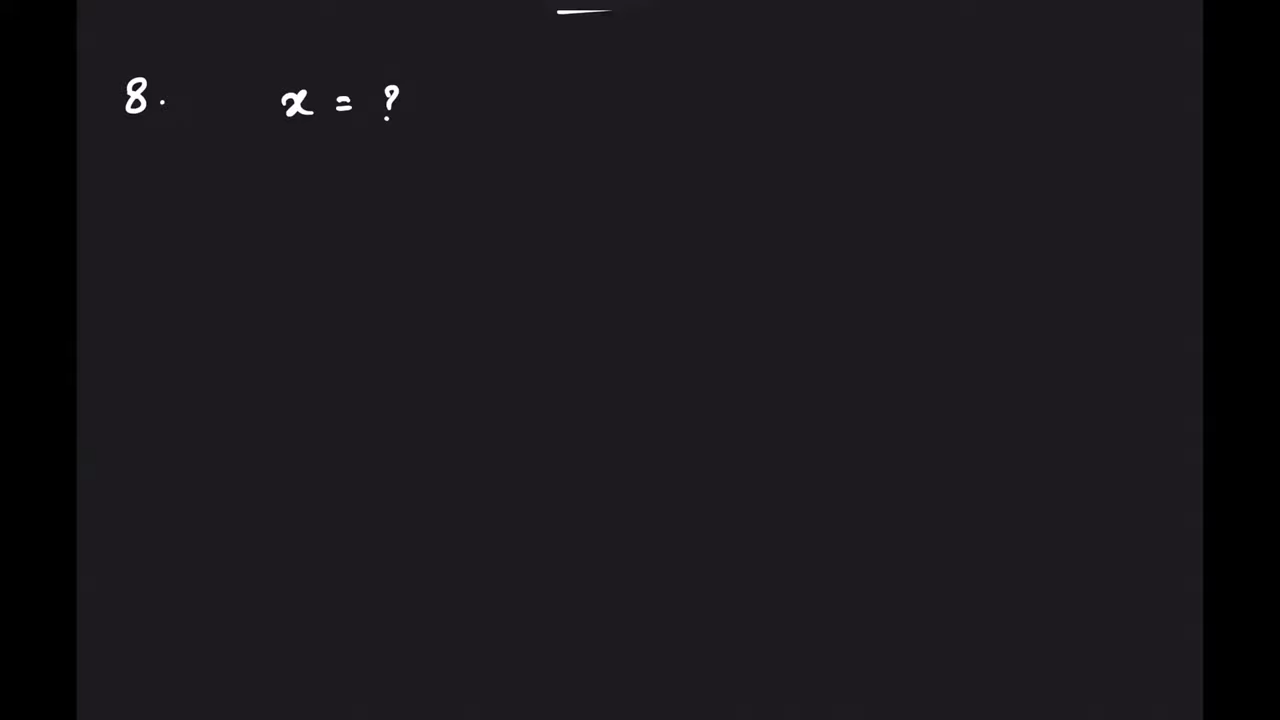 8. x = ?